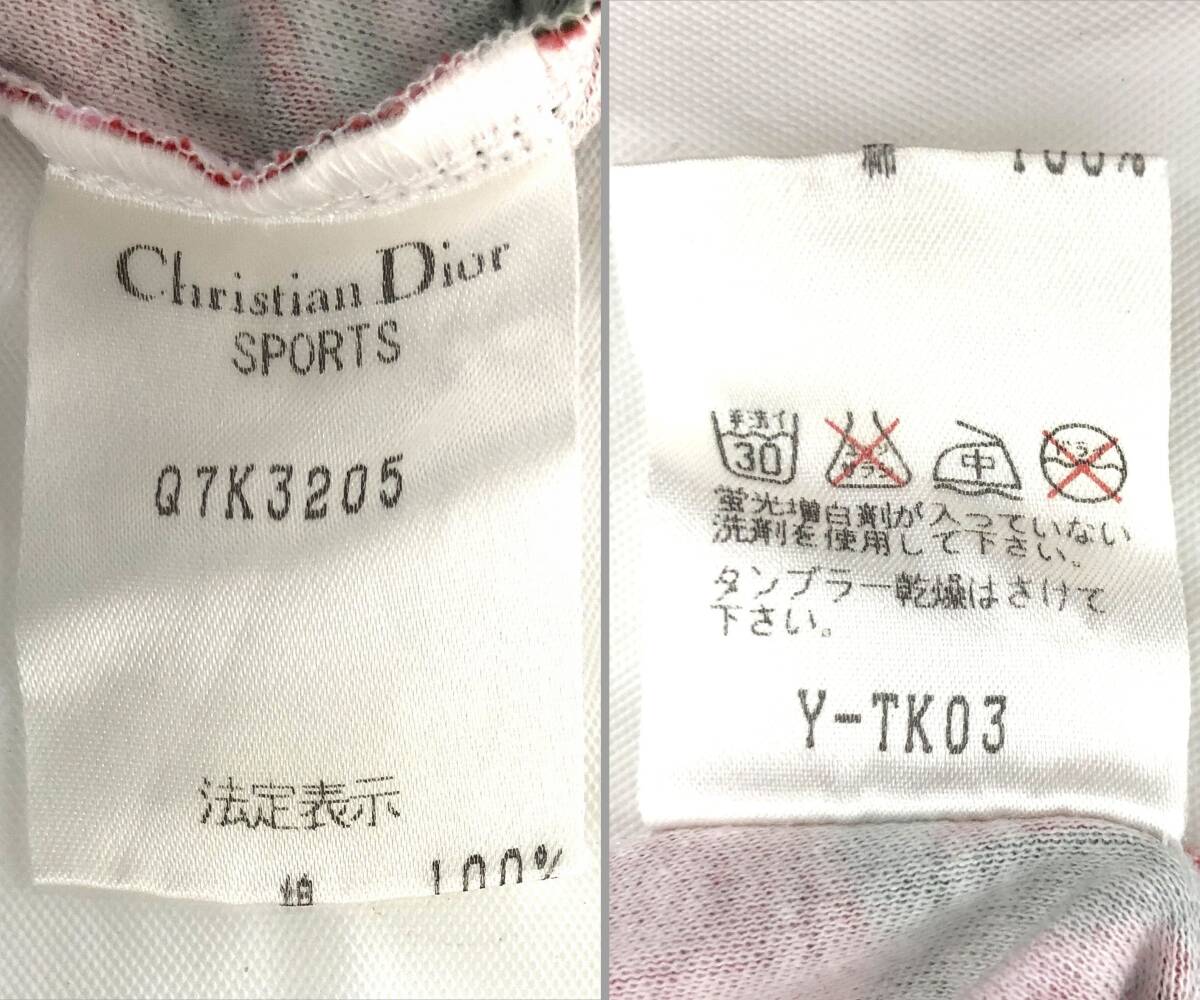 Christian Dior
SPORTS
Q7K3205
法定表示
綿 100%
綿 100%
手洗イ
30
中
蛍光増白剤が入っていない
洗剤を使用して下さい。
タンブラー乾燥はさけて
下さい。
Y-TK03